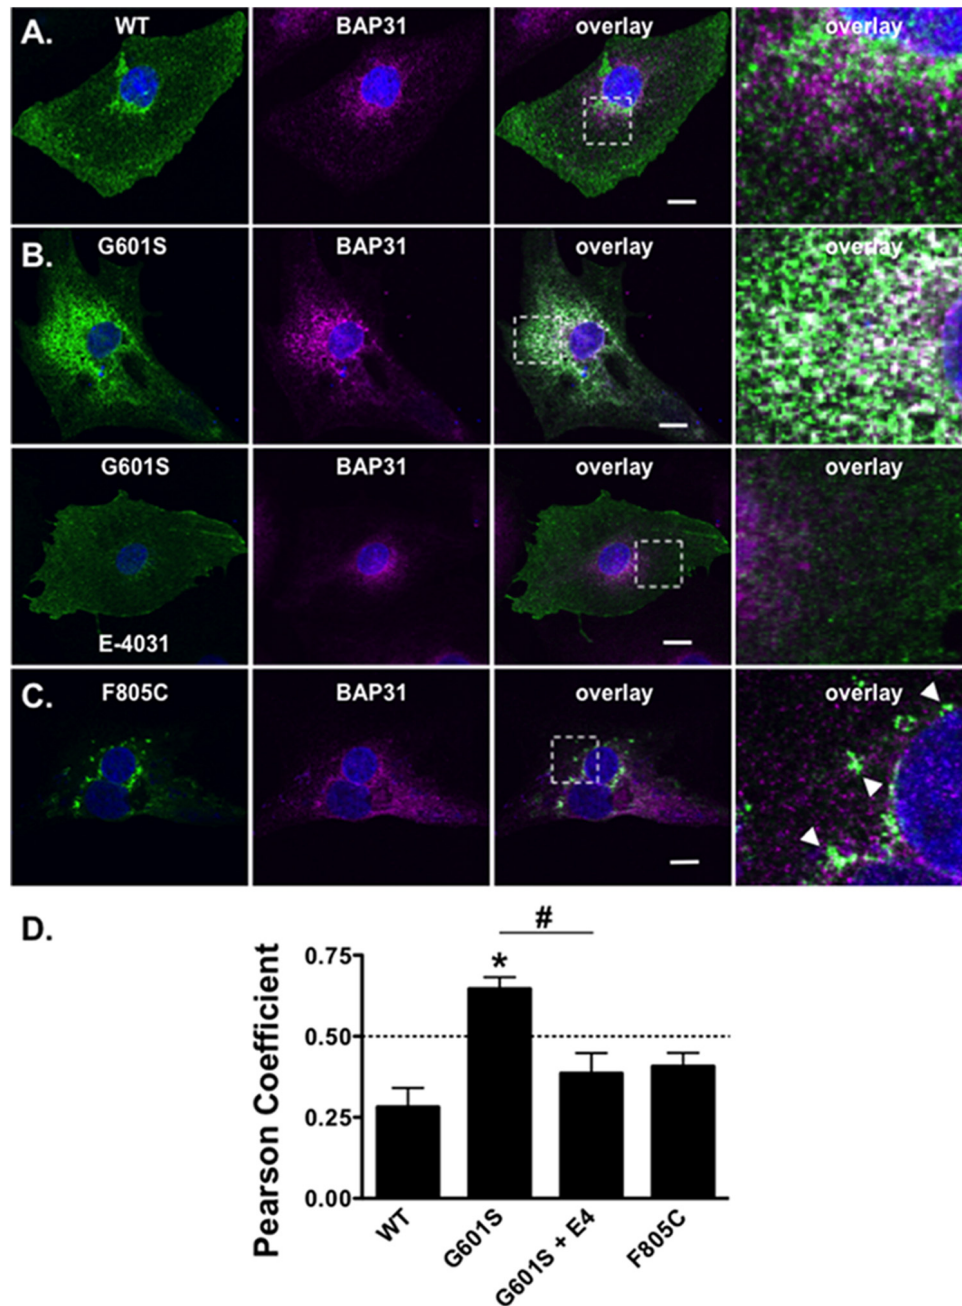 A. WT BAP31 overlay overlay
B. G601S BAP31 overlay overlay
G601S BAP31 overlay overlay
E-4031
C. F805C BAP31 overlay overlay
D.
#
*
Pearson Coefficient
0.75
0.50
0.25
0.00
WT
G601S
G601S + E4
F805C